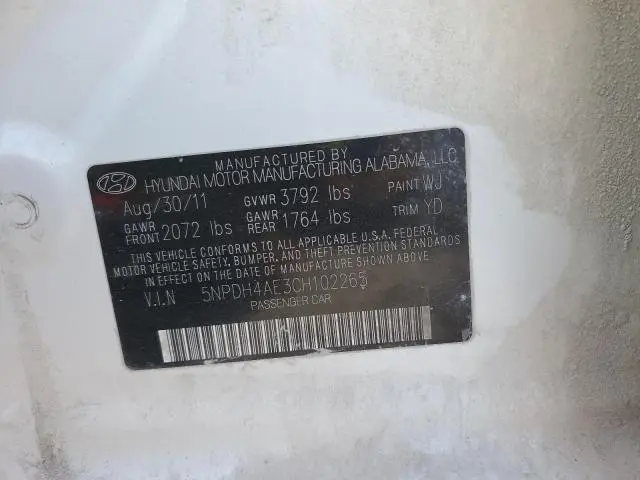 MANUFACTURED BY
HYUNDAI MOTOR MANUFACTURING ALABAMA, LLC
Aug/30/11 GVWR 3792 lbs PAINT WJ
GAWR FRONT 2072 lbs GAWR REAR 1764 lbs TRIM YD
THIS VEHICLE CONFORMS TO ALL APPLICABLE U.S.A. FEDERAL
MOTOR VEHICLE SAFETY, BUMPER, AND THEFT PREVENTION STANDARDS
IN EFFECT ON THE DATE OF MANUFACTURE SHOWN ABOVE
V.I.N 5NPDH4AE3CH102265
PASSENGER CAR